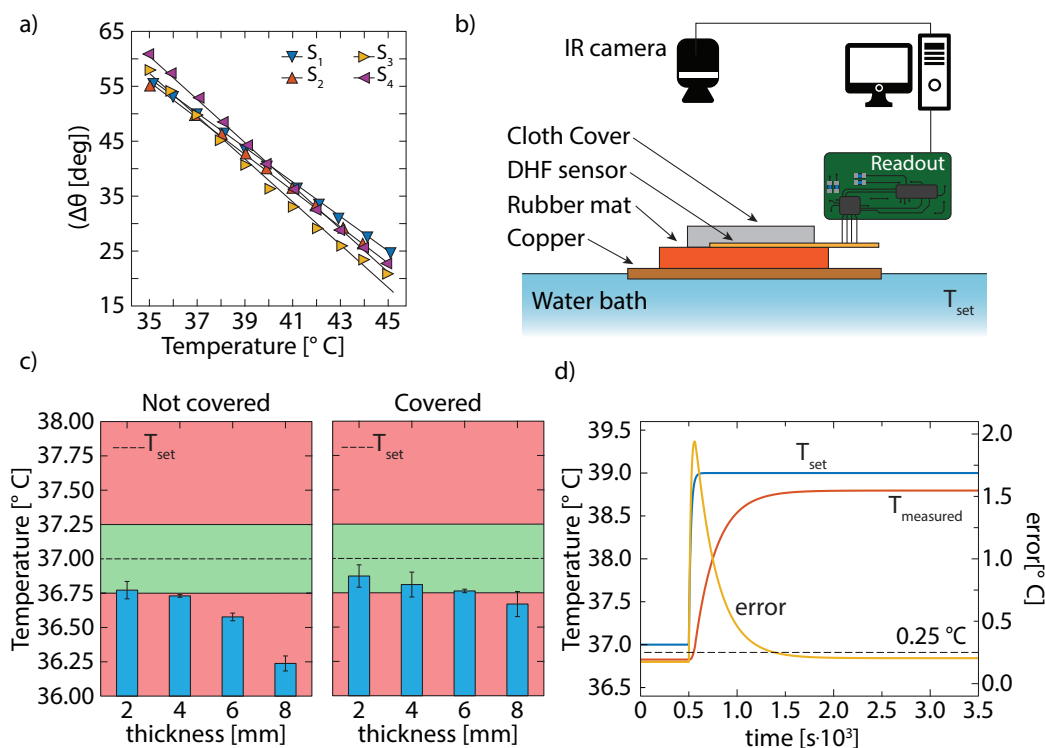 a)
(Δθ [deg])
65
55
45
35
25
15
S1 S3
S2 S4
35 37 39 41 43 45
Temperature [° C]
b)
IR camera
Cloth Cover
DHF sensor
Rubber mat
Copper
Readout
Water bath
Tset
c)
Not covered
Covered
Temperature [° C]
38.00
37.75
37.50
37.25
37.00
36.75
36.50
36.25
36.00
Tset
Tset
2 4 6 8
thickness [mm]
2 4 6 8
thickness [mm]
d)
Temperature [° C]
39.5
39.0
38.5
38.0
37.5
37.0
36.5
Tset
Tmeasured
error
0.25 °C
2.0
1.5
1.0
0.5
0.0
error[° C]
0 0.5 1.0 1.5 2.0 2.5 3.0 3.5
time [s·10³]